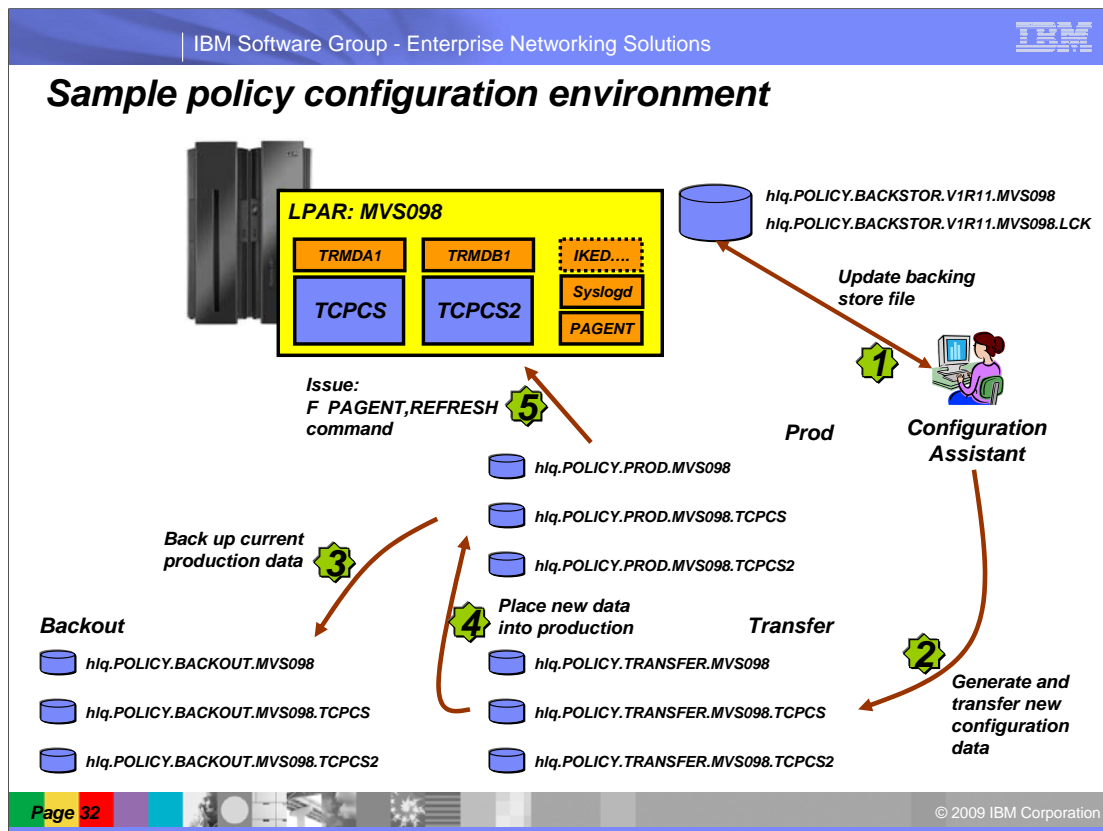 IBM Software Group - Enterprise Networking Solutions
IBM
Sample policy configuration environment
LPAR: MVS098
TRMDA1
TRMDB1
IKED....
TCPCS
TCPCS2
Syslogd
PAGENT
hlq.POLICY.BACKSTOR.V1R11.MVS098
hlq.POLICY.BACKSTOR.V1R11.MVS098.LCK
Update backing
store file
1
Configuration
Assistant
Issue:
F PAGENT,REFRESH
command
5
Prod
hlq.POLICY.PROD.MVS098
hlq.POLICY.PROD.MVS098.TCPCS
hlq.POLICY.PROD.MVS098.TCPCS2
Back up current
production data
3
4
Place new data
into production
Backout
hlq.POLICY.BACKOUT.MVS098
hlq.POLICY.BACKOUT.MVS098.TCPCS
hlq.POLICY.BACKOUT.MVS098.TCPCS2
Transfer
hlq.POLICY.TRANSFER.MVS098
hlq.POLICY.TRANSFER.MVS098.TCPCS
hlq.POLICY.TRANSFER.MVS098.TCPCS2
2
Generate and
transfer new
configuration
data
Page 32
© 2009 IBM Corporation